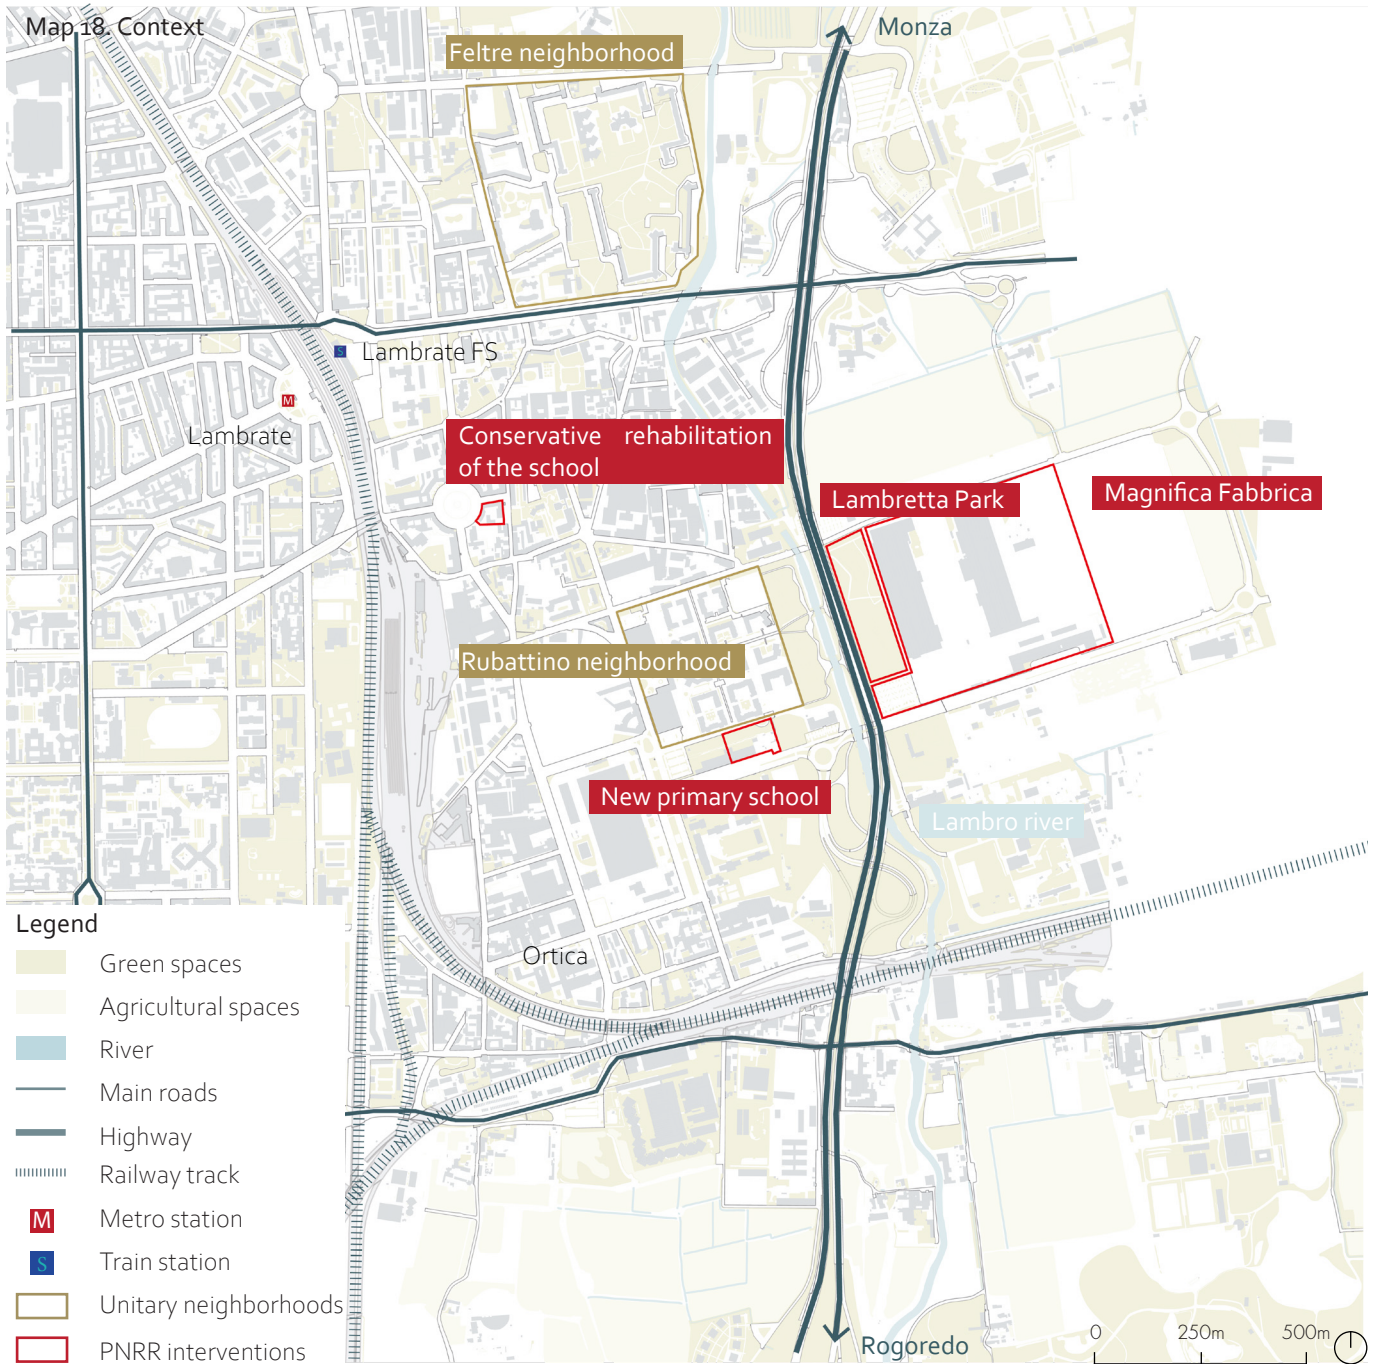 Map 18. Context
Monza
Feltre neighborhood
S
Lambrate FS
M
Lambrate
Conservative rehabilitation
of the school
Lambretta Park
Magnifica Fabbrica
Rubattino neighborhood
New primary school
Lambro river
Ortica
Legend
Green spaces
Agricultural spaces
River
Main roads
Highway
Railway track
M Metro station
S Train station
Unitary neighborhoods
PNRR interventions
Rogoredo
0 250m 500m